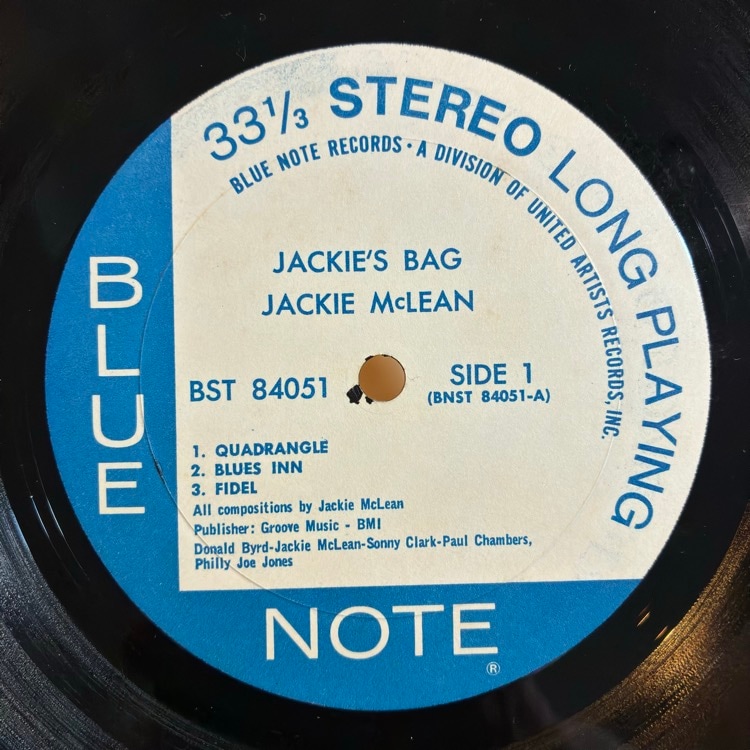 33⅓ STEREO LONG PLAYING
BLUE NOTE RECORDS • A DIVISION OF UNITED ARTISTS RECORDS, INC.
JACKIE'S BAG
JACKIE McLEAN
BST 84051
SIDE 1
(BNST 84051-A)
1. QUADRANGLE
2. BLUES INN
3. FIDEL
All compositions by Jackie McLean
Publisher: Groove Music - BMI
Donald Byrd-Jackie McLean-Sonny Clark-Paul Chambers,
Philly Joe Jones
BLUE
NOTE
®